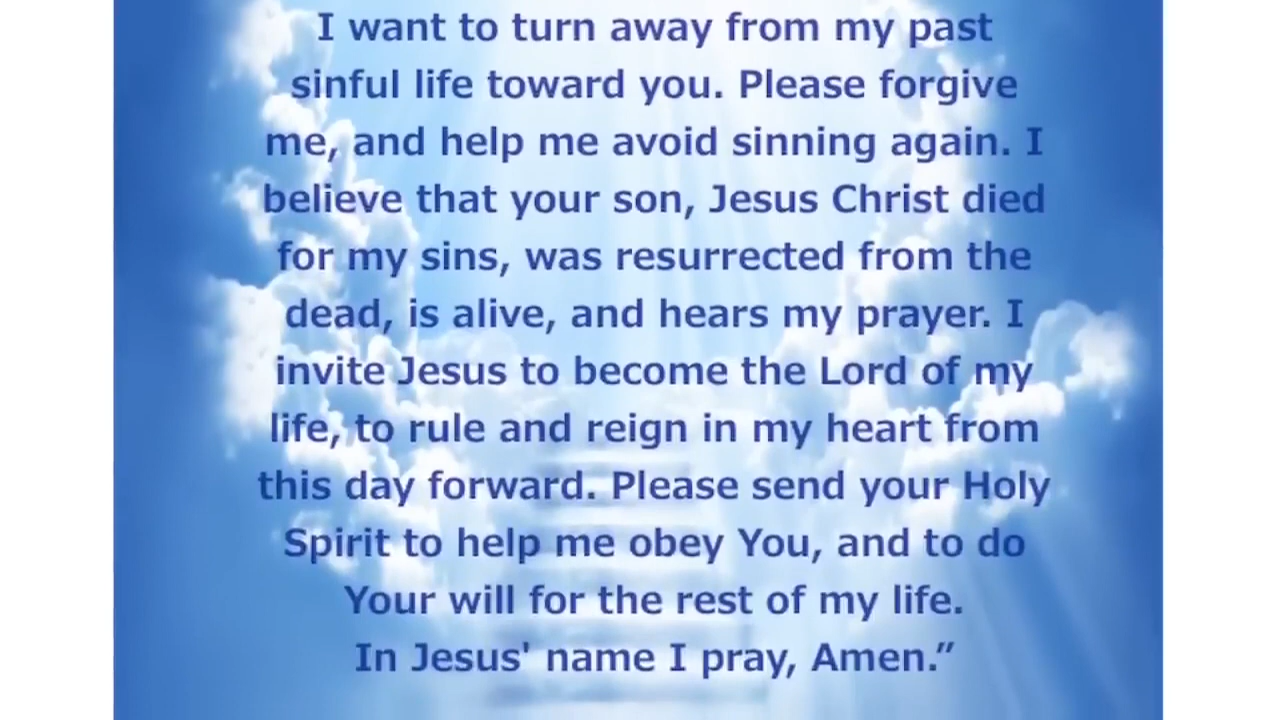 I want to turn away from my past
sinful life toward you. Please forgive
me, and help me avoid sinning again. I
believe that your son, Jesus Christ died
for my sins, was resurrected from the
dead, is alive, and hears my prayer. I
invite Jesus to become the Lord of my
life, to rule and reign in my heart from
this day forward. Please send your Holy
Spirit to help me obey You, and to do
Your will for the rest of my life.
In Jesus' name I pray, Amen.”